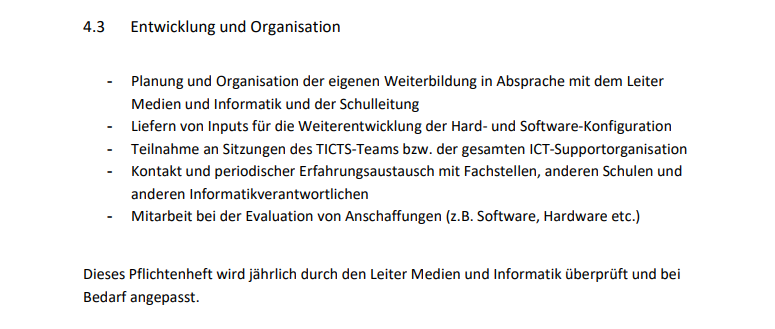 4.3 Entwicklung und Organisation
- Planung und Organisation der eigenen Weiterbildung in Absprache mit dem Leiter
Medien und Informatik und der Schulleitung
- Liefern von Inputs für die Weiterentwicklung der Hard- und Software-Konfiguration
- Teilnahme an Sitzungen des TICTS-Teams bzw. der gesamten ICT-Supportorganisation
- Kontakt und periodischer Erfahrungsaustausch mit Fachstellen, anderen Schulen und
anderen Informatikverantwortlichen
- Mitarbeit bei der Evaluation von Anschaffungen (z.B. Software, Hardware etc.)
Dieses Pflichtenheft wird jährlich durch den Leiter Medien und Informatik überprüft und bei
Bedarf angepasst.